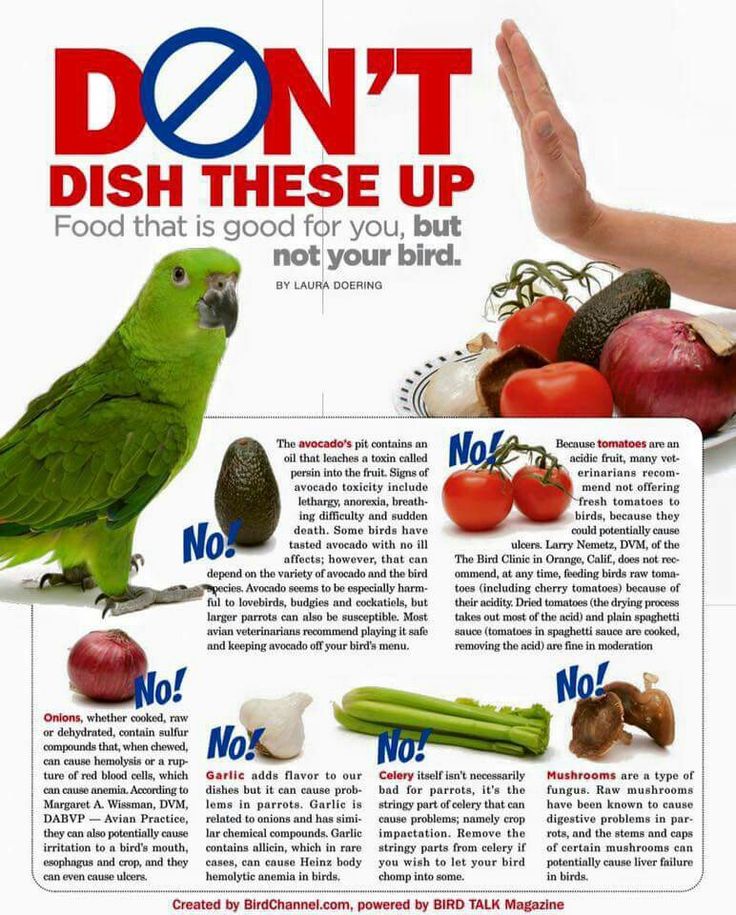 DON'T
DISH THESE UP
Food that is good for you, but
not your bird.
BY LAURA DOERING
The avocado's pit contains an
oil that leaches a toxin called
persin into the fruit. Signs of
avocado toxicity include
lethargy, anorexia, breath-
ing difficulty and sudden
death. Some birds have
tasted avocado with no ill
affects; however, that can
depend on the variety of avocado and the bird
species. Avocado seems to be especially harm-
ful to lovebirds, budgies and cockatiels, but
larger parrots can also be susceptible. Most
avian veterinarians recommend playing it safe
and keeping avocado off your bird's menu.
No!
No!
Because tomatoes are an
acidic fruit, many vet-
erinarians recom-
mend not offering
fresh tomatoes to
birds, because they
could potentially cause
ulcers. Larry Nemetz, DVM, of the
The Bird Clinic in Orange, Calif., does not rec-
ommend, at any time, feeding birds raw toma-
toes (including cherry tomatoes) because of
their acidity. Dried tomatoes (the drying process
takes out most of the acid) and plain spaghetti
sauce (tomatoes in spaghetti sauce are cooked,
removing the acid) are fine in moderation
No!
Onions, whether cooked, raw
or dehydrated, contain sulfur
compounds that, when chewed,
can cause hemolysis or a rup-
ture of red blood cells, which
can cause anemia. According to
Margaret A. Wissman, DVM,
DABVP — Avian Practice,
they can also potentially cause
irritation to a bird's mouth,
esophagus and crop, and they
can even cause ulcers.
No!
Garlic adds flavor to our
dishes but it can cause prob-
lems in parrots. Garlic is
related to onions and has simi-
lar chemical compounds. Garlic
contains allicin, which in rare
cases, can cause Heinz body
hemolytic anemia in birds.
No!
Celery itself isn't necessarily
bad for parrots, it's the
stringy part of celery that can
cause problems; namely crop
impactation. Remove the
stringy parts from celery if
you wish to let your bird
chomp into some.
No!
Mushrooms are a type of
fungus. Raw mushrooms
have been known to cause
digestive problems in par-
rots, and the stems and caps
of certain mushrooms can
potentially cause liver failure
in birds.
Created by BirdChannel.com, powered by BIRD TALK Magazine